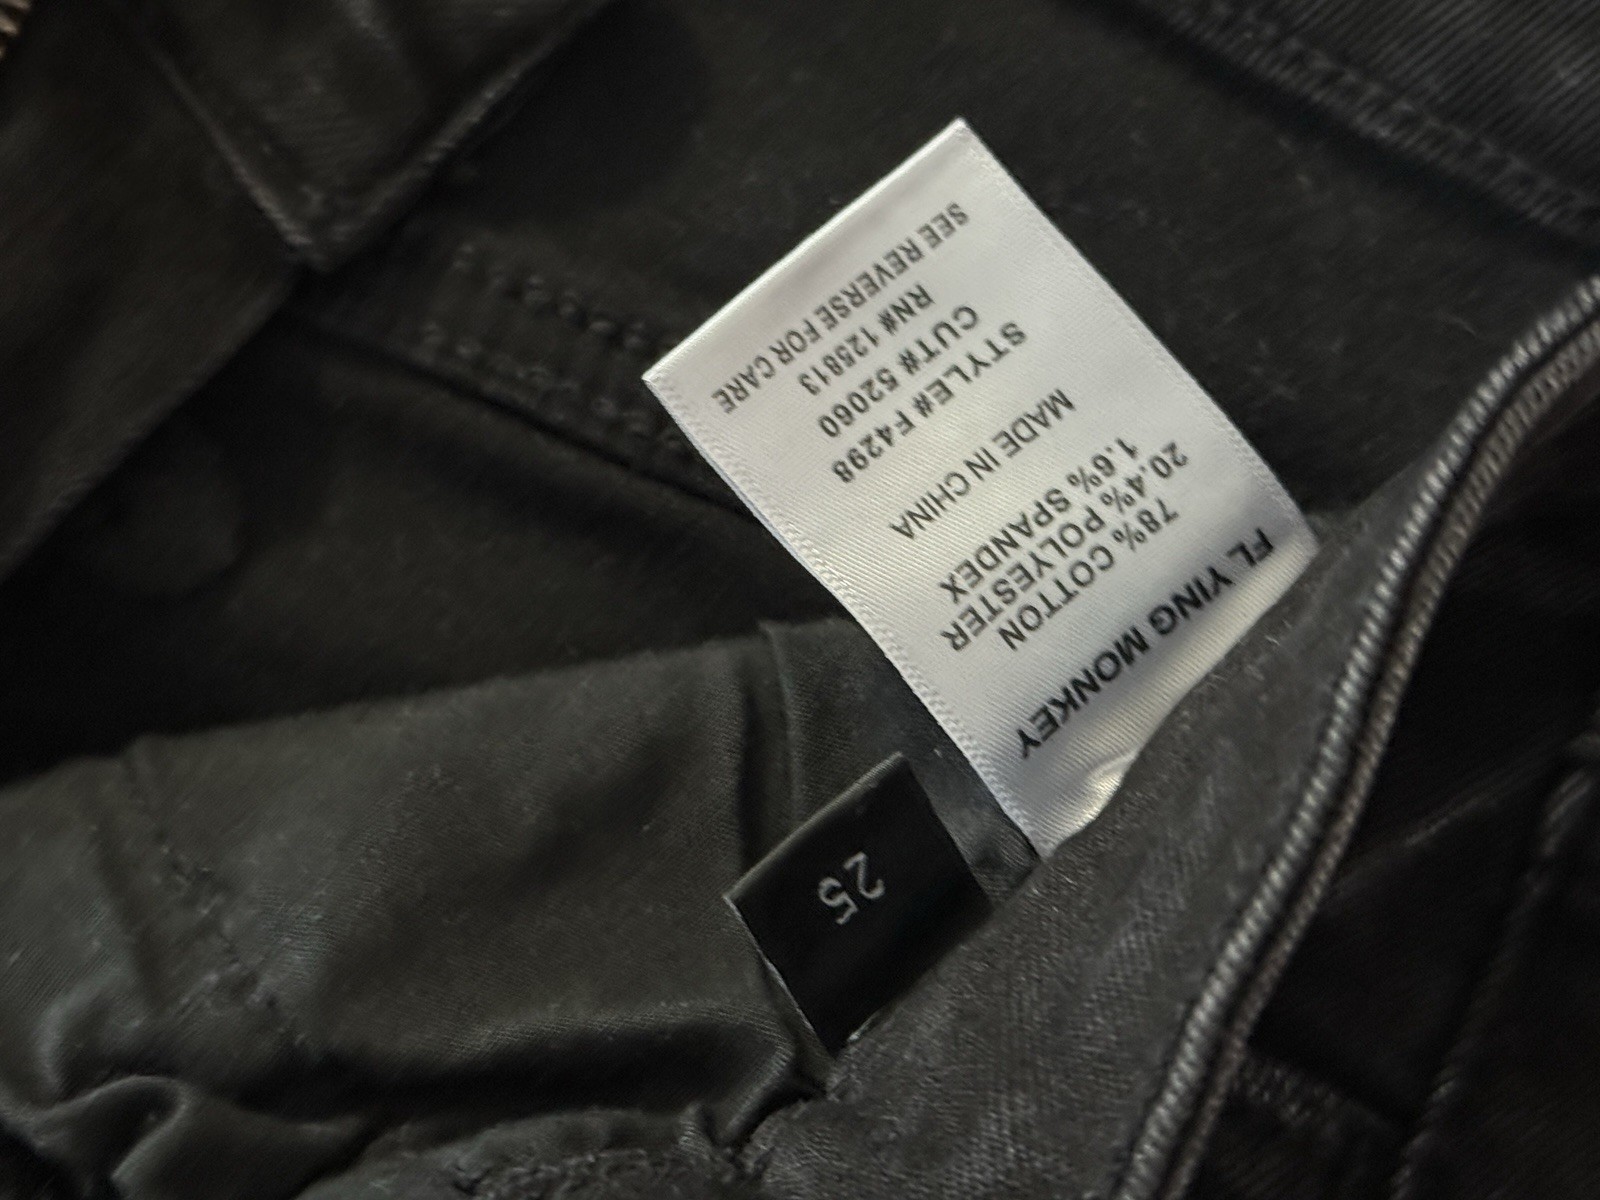 FLYING MONKEY
78% COTTON
20.4% POLYESTER
1.6% SPANDEX
MADE IN CHINA
STYLE# F4298
CUT# 52060
RN# 125813
SEE REVERSE FOR CARE
25